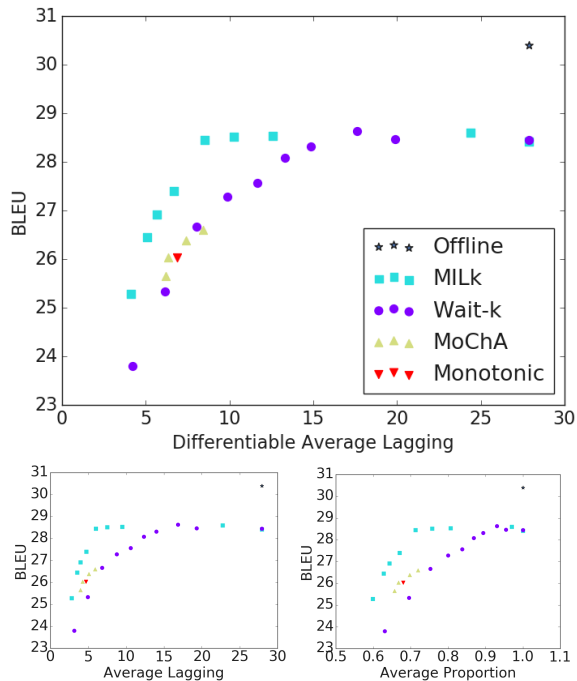 31
30
29
28
27
26
25
24
23
BLEU
Offline
MILk
Wait-k
MoChA
Monotonic
0 5 10 15 20 25 30
Differentiable Average Lagging
31
30
29
28
27
26
25
24
23
BLEU
0 5 10 15 20 25 30
Average Lagging
31
30
29
28
27
26
25
24
23
BLEU
0.5 0.6 0.7 0.8 0.9 1.0 1.1
Average Proportion